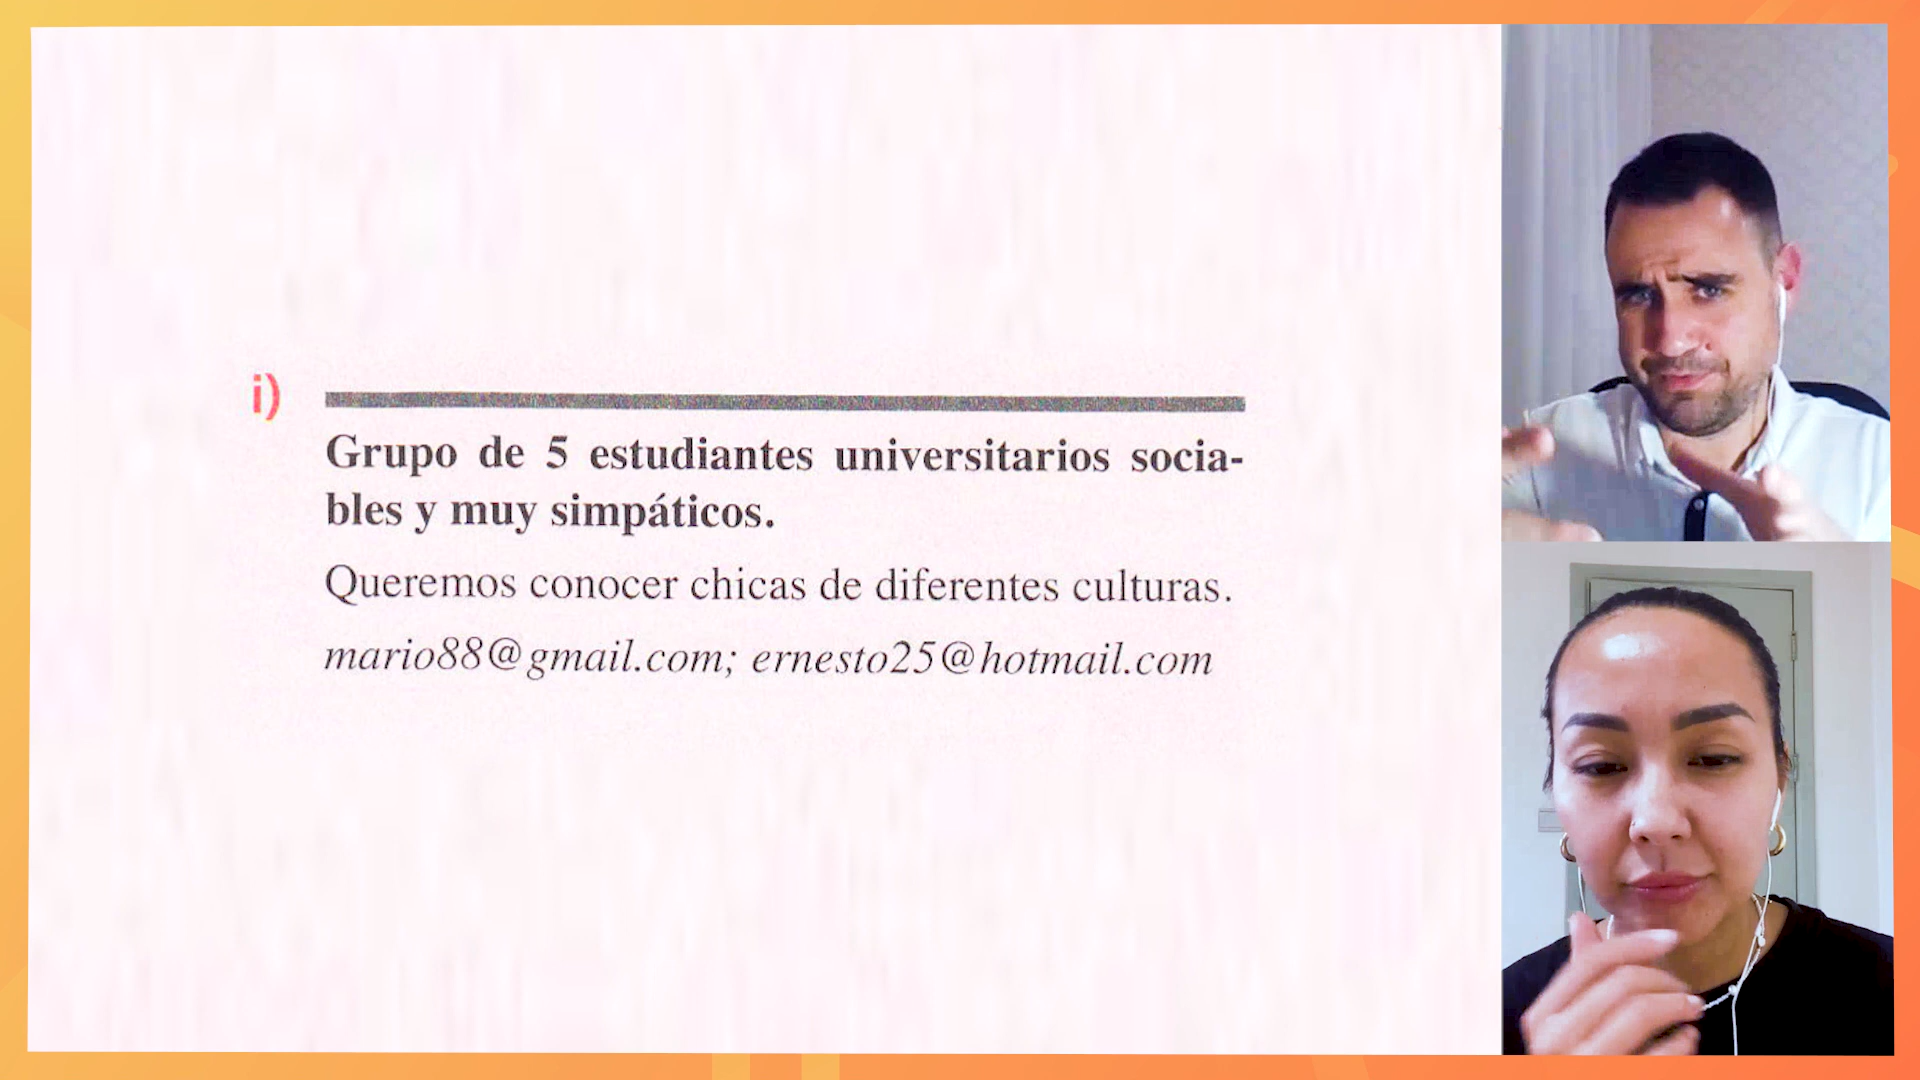 i)
Grupo de 5 estudiantes universitarios socia-
bles y muy simpáticos.
Queremos conocer chicas de diferentes culturas.
mario88@gmail.com; ernesto25@hotmail.com